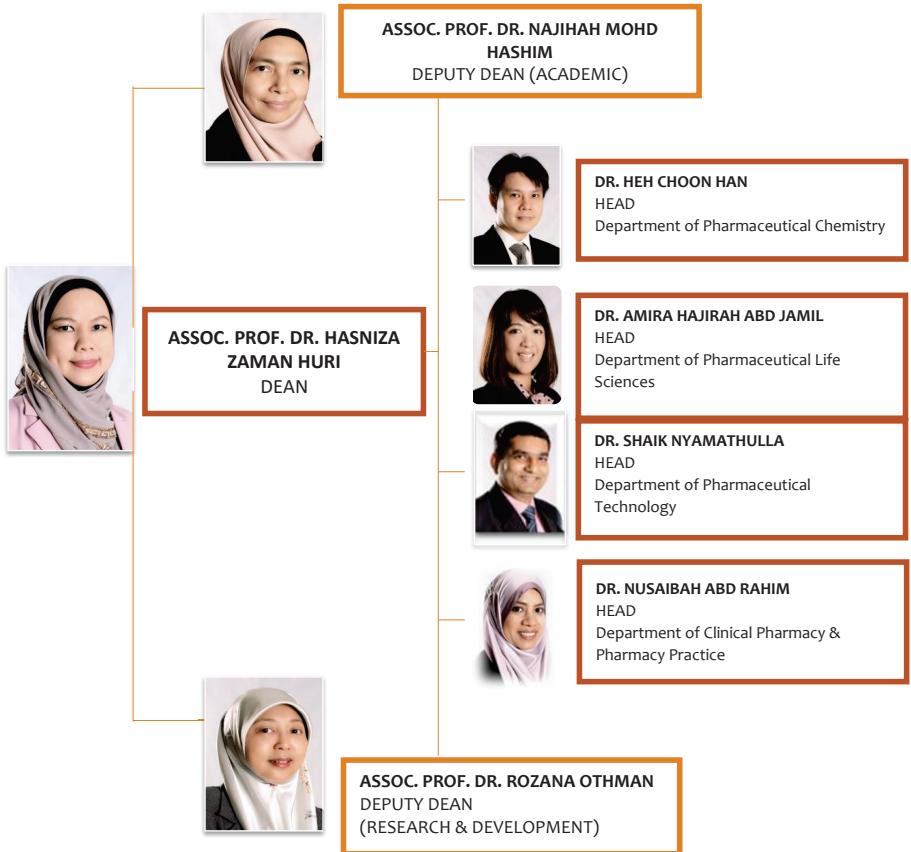 ASSOC. PROF. DR. NAJIHAH MOHD
HASHIM
DEPUTY DEAN (ACADEMIC)
DR. HEH CHOON HAN
HEAD
Department of Pharmaceutical Chemistry
ASSOC. PROF. DR. HASNIZA
ZAMAN HURI
DEAN
DR. AMIRA HAJIRAH ABD JAMIL
HEAD
Department of Pharmaceutical Life
Sciences
DR. SHAIK NYAMATHULLA
HEAD
Department of Pharmaceutical
Technology
DR. NUSAIBAH ABD RAHIM
HEAD
Department of Clinical Pharmacy &
Pharmacy Practice
ASSOC. PROF. DR. ROZANA OTHMAN
DEPUTY DEAN
(RESEARCH & DEVELOPMENT)